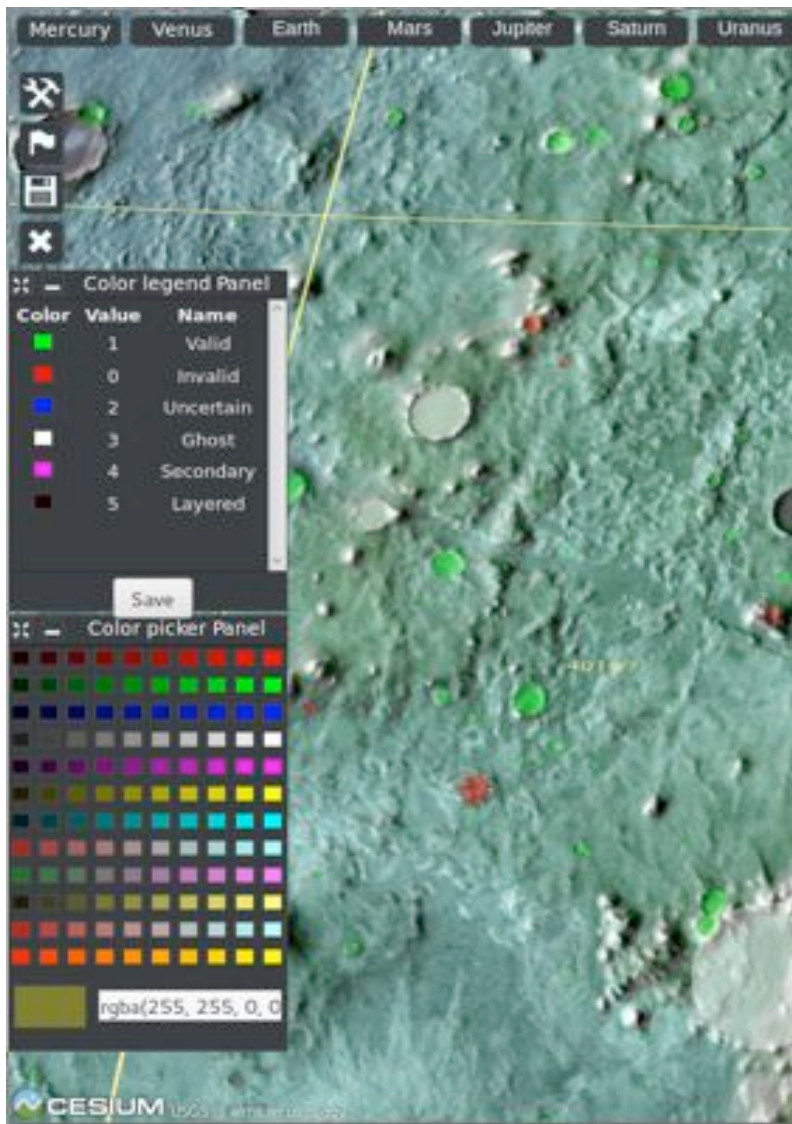 Mercury Venus Earth Mars Jupiter Saturn Uranus
Color legend Panel
Color Value Name
1 Valid
0 Invalid
2 Uncertain
3 Ghost
4 Secondary
5 Layered
Save
Color picker Panel
rgba(255, 255, 0, 0
CESIUM USGS